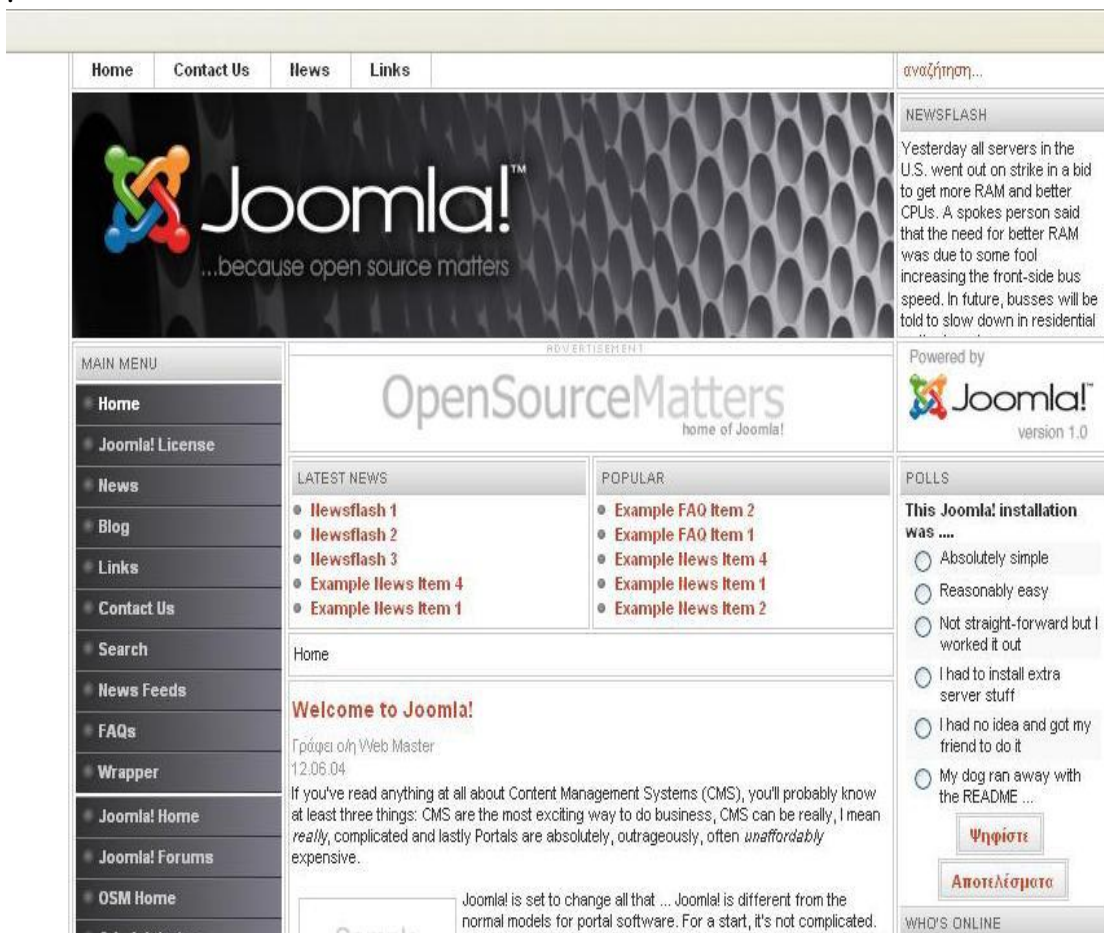 Home Contact Us News Links
αναζήτηση...
Joomla!™
...because open source matters
NEWSFLASH
Yesterday all servers in the
U.S. went out on strike in a bid
to get more RAM and better
CPUs. A spokes person said
that the need for better RAM
was due to some fool
increasing the front-side bus
speed. In future, busses will be
told to slow down in residential
MAIN MENU
Home
Joomla! License
News
Blog
Links
Contact Us
Search
News Feeds
FAQs
Wrapper
Joomla! Home
Joomla! Forums
OSM Home
ADVERTISEMENT
OpenSourceMatters
home of Joomla!
LATEST NEWS
Newsflash 1
Newsflash 2
Newsflash 3
Example News Item 4
Example News Item 1
POPULAR
Example FAQ Item 2
Example FAQ Item 1
Example News Item 4
Example News Item 1
Example News Item 2
Home
Welcome to Joomla!
Γράφει ο/η Web Master
12.06.04
If you've read anything at all about Content Management Systems (CMS), you'll probably know
at least three things: CMS are the most exciting way to do business, CMS can be really, I mean
really, complicated and lastly Portals are absolutely, outrageously, often unaffordably
expensive.
Joomla! is set to change all that ... Joomla! is different from the
normal models for portal software. For a start, it's not complicated.
Powered by
Joomla!
version 1.0
POLLS
This Joomla! installation
was ....
Absolutely simple
Reasonably easy
Not straight-forward but I
worked it out
I had to install extra
server stuff
I had no idea and got my
friend to do it
My dog ran away with
the README ...
Ψηφίστε
Αποτελέσματα
WHO'S ONLINE